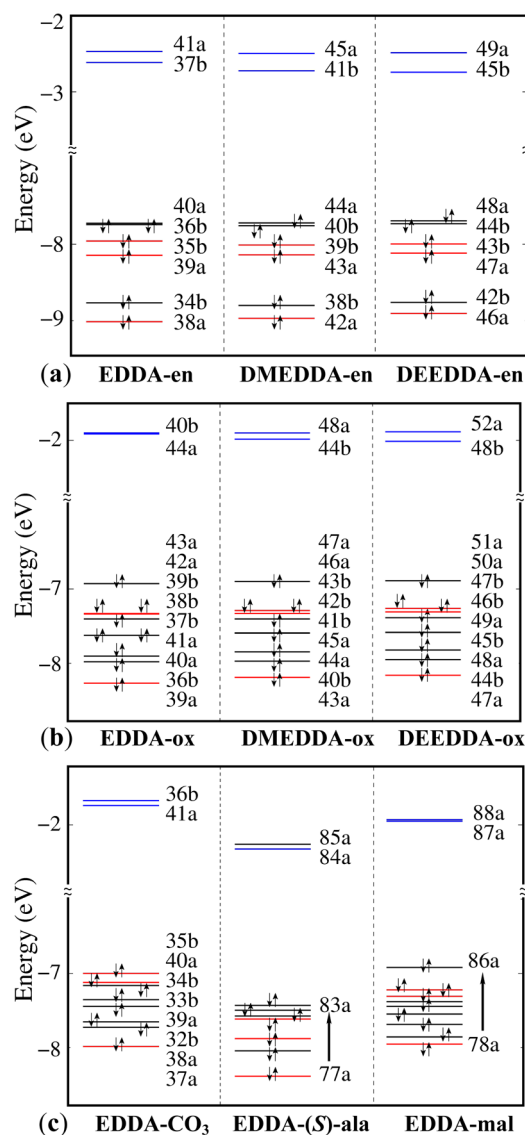 −2
41a 45a 49a
37b 41b 45b
−3
≈ ≈
Energy (eV)
40a 44a 48a
36b 40b 44b
−8
35b 39b 43b
39a 43a 47a
34b 38b 42b
−9
38a 42a 46a
(a) EDDA-en DMEDDA-en DEEDDA-en
40b 48a 52a
−2
44a 44b 48b
≈ ≈
Energy (eV)
43a 47a 51a
42a 46a 50a
−7
39b 43b 47b
38b 42b 46b
37b 41b 49a
41a 45a 45b
−8
40a 44a 48a
36b 40b 44b
39a 43a 47a
(b) EDDA-ox DMEDDA-ox DEEDDA-ox
36b 88a
−2
41a 85a 87a
84a
≈ ≈
Energy (eV)
35b
40a 86a
−7
34b
33b 83a
39a
32b
−8
38a 77a 78a
37a
(c) EDDA-CO3 EDDA-(S)-ala EDDA-mal